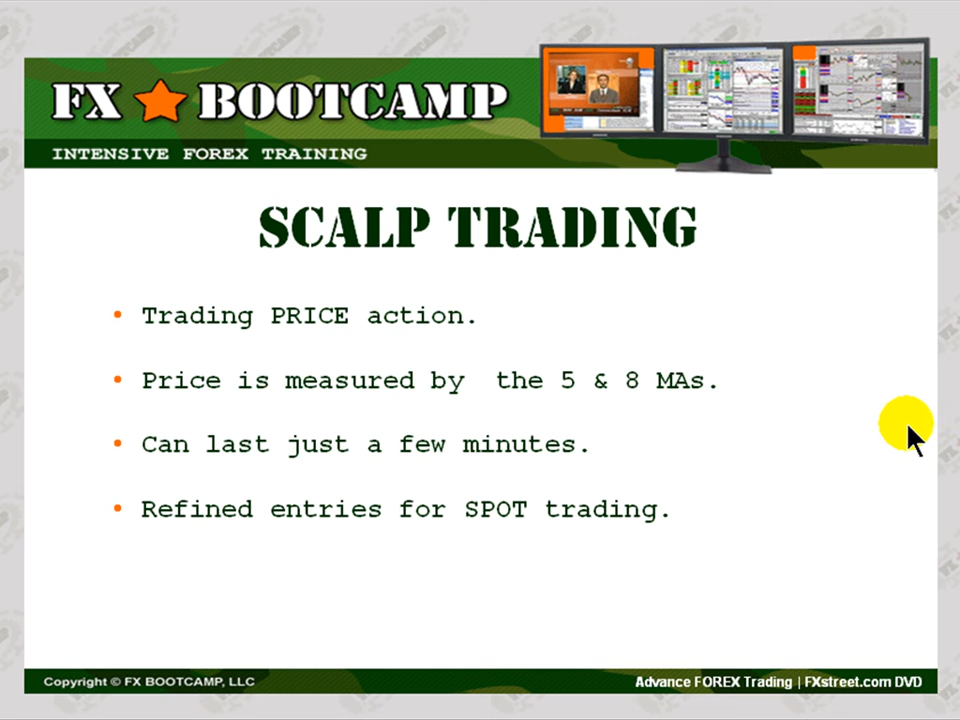 FX BOOTCAMP
INTENSIVE FOREX TRAINING
SCALP TRADING
• Trading PRICE action.
• Price is measured by the 5 & 8 MAs.
• Can last just a few minutes.
• Refined entries for SPOT trading.
Copyright © FX BOOTCAMP, LLC
Advance FOREX Trading | FXstreet.com DVD